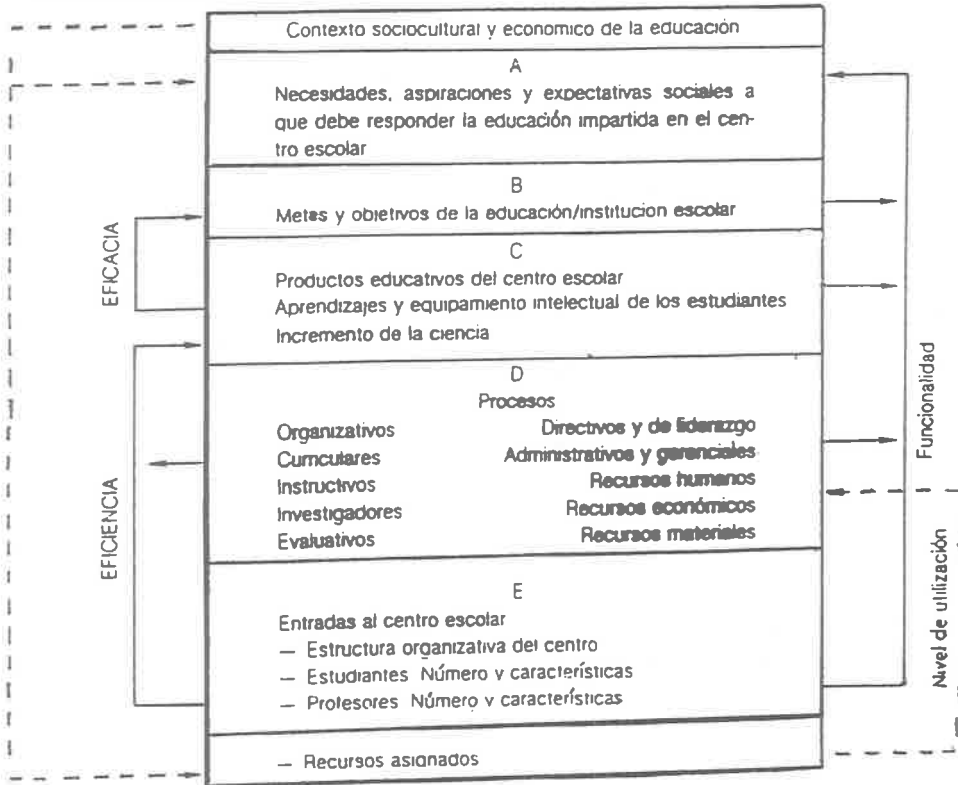 Contexto sociocultural y economico de la educación
A
Necesidades, aspiraciones y expectativas sociales a
que debe responder la educación impartida en el cen-
tro escolar
B
Metas y objetivos de la educación/institucion escolar
C
Productos educativos del centro escolar
Aprendizajes y equipamiento intelectual de los estudiantes
Incremento de la ciencia
D
Procesos
Organizativos Directivos y de liderazgo
Curriculares Administrativos y gerenciales
Instructivos Recursos humanos
Investigadores Recursos económicos
Evaluativos Recursos materiales
E
Entradas al centro escolar
— Estructura organizativa del centro
— Estudiantes Número y características
— Profesores Número y características
— Recursos asignados
EFICACIA
EFICIENCIA
Funcionalidad
Nivel de utilización